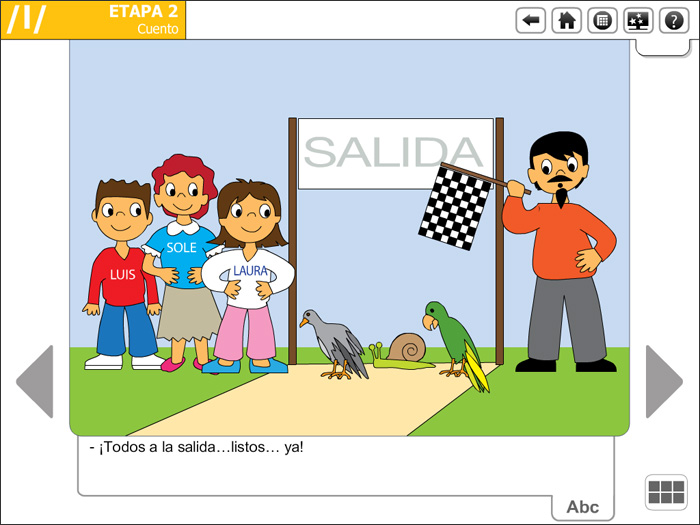 /l/
ETAPA 2
Cuento
SALIDA
SOLE
LUIS
LAURA
- ¡Todos a la salida…listos… ya!
Abc